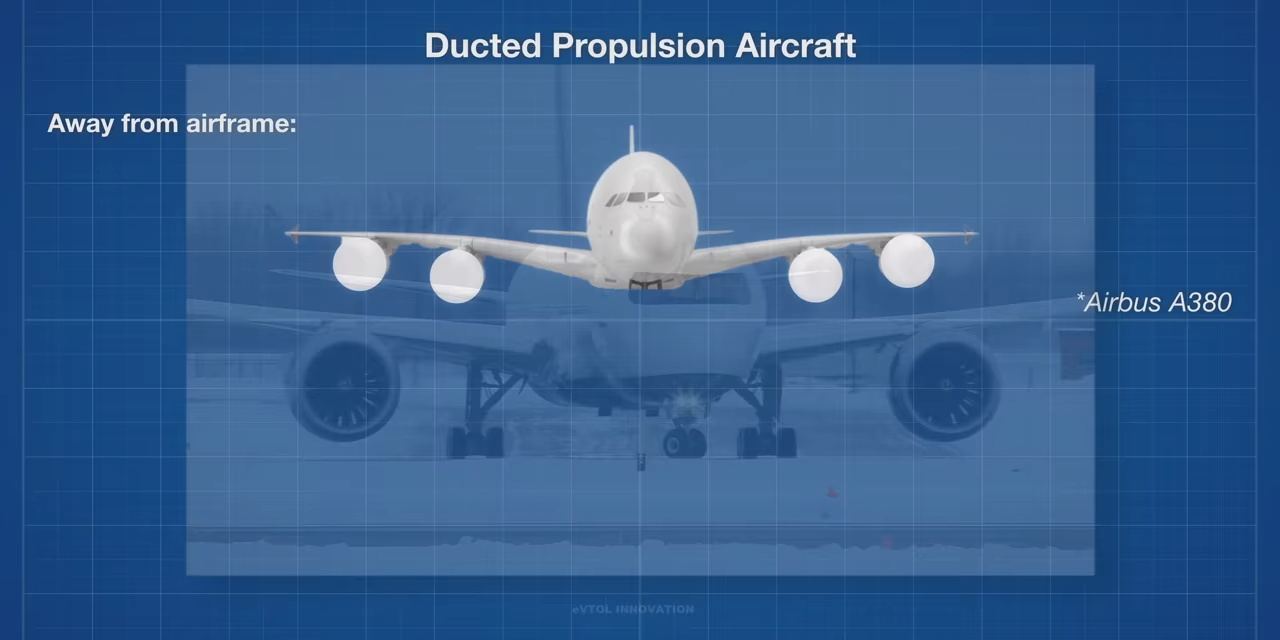 Ducted Propulsion Aircraft
Away from airframe:
*Airbus A380
eVTOL INNOVATION